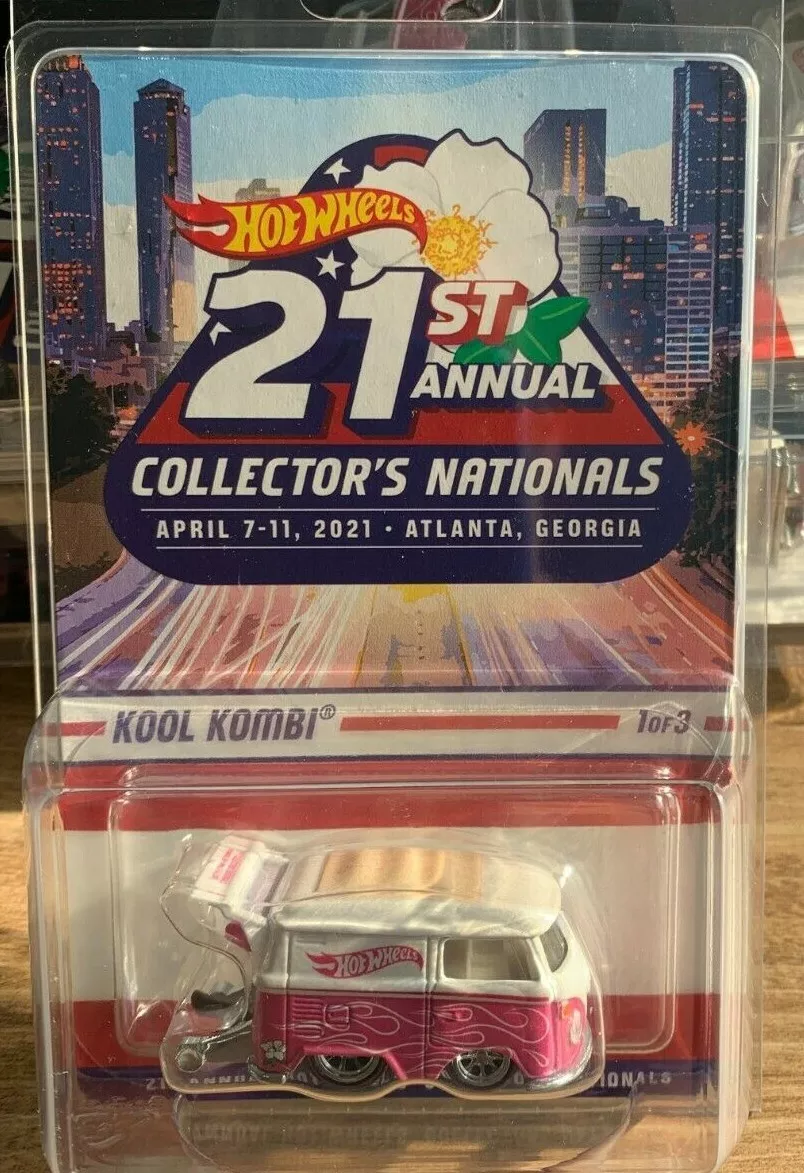 HOT WHEELS
21ST
ANNUAL
COLLECTOR'S NATIONALS
APRIL 7-11, 2021 • ATLANTA, GEORGIA
KOOL KOMBI®
1OF3
HOT WHEELS